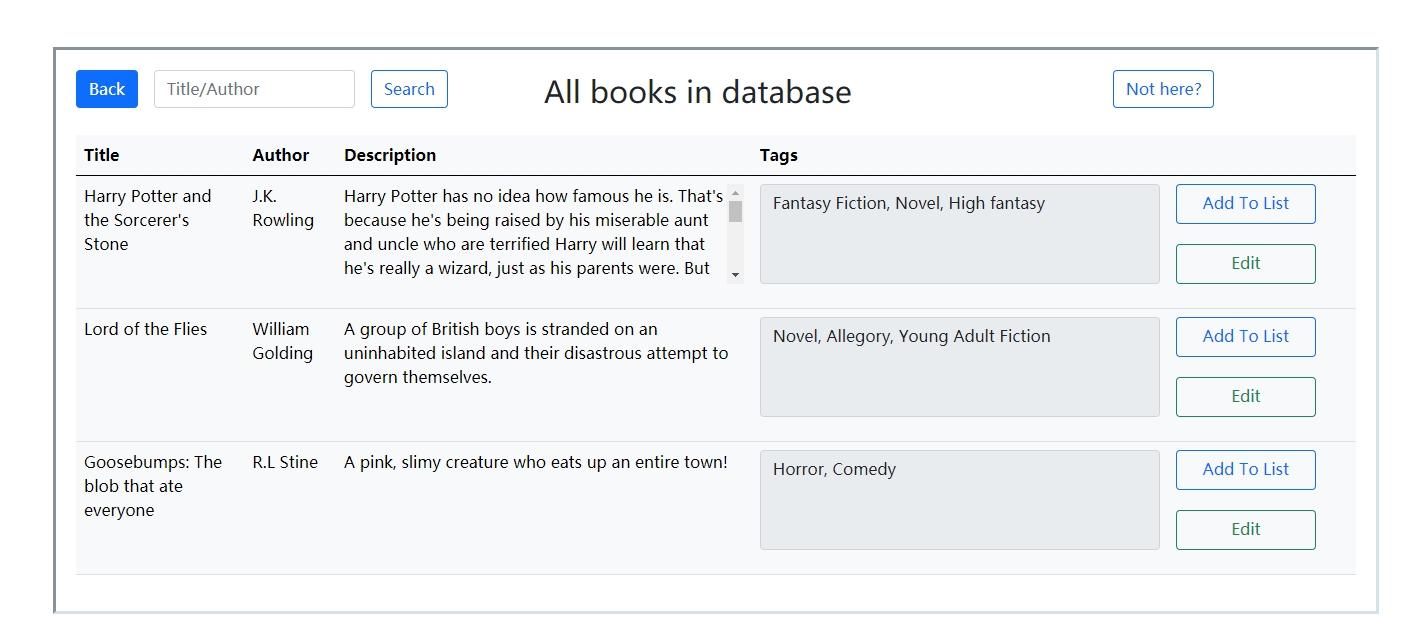 Back Title/Author Search All books in database Not here?
Title Author Description Tags
Harry Potter and
the Sorcerer's
Stone
J.K.
Rowling
Harry Potter has no idea how famous he is. That's
because he's being raised by his miserable aunt
and uncle who are terrified Harry will learn that
he's really a wizard, just as his parents were. But
Fantasy Fiction, Novel, High fantasy
Add To List
Edit
Lord of the Flies
William
Golding
A group of British boys is stranded on an
uninhabited island and their disastrous attempt to
govern themselves.
Novel, Allegory, Young Adult Fiction
Add To List
Edit
Goosebumps: The
blob that ate
everyone
R.L Stine
A pink, slimy creature who eats up an entire town!
Horror, Comedy
Add To List
Edit